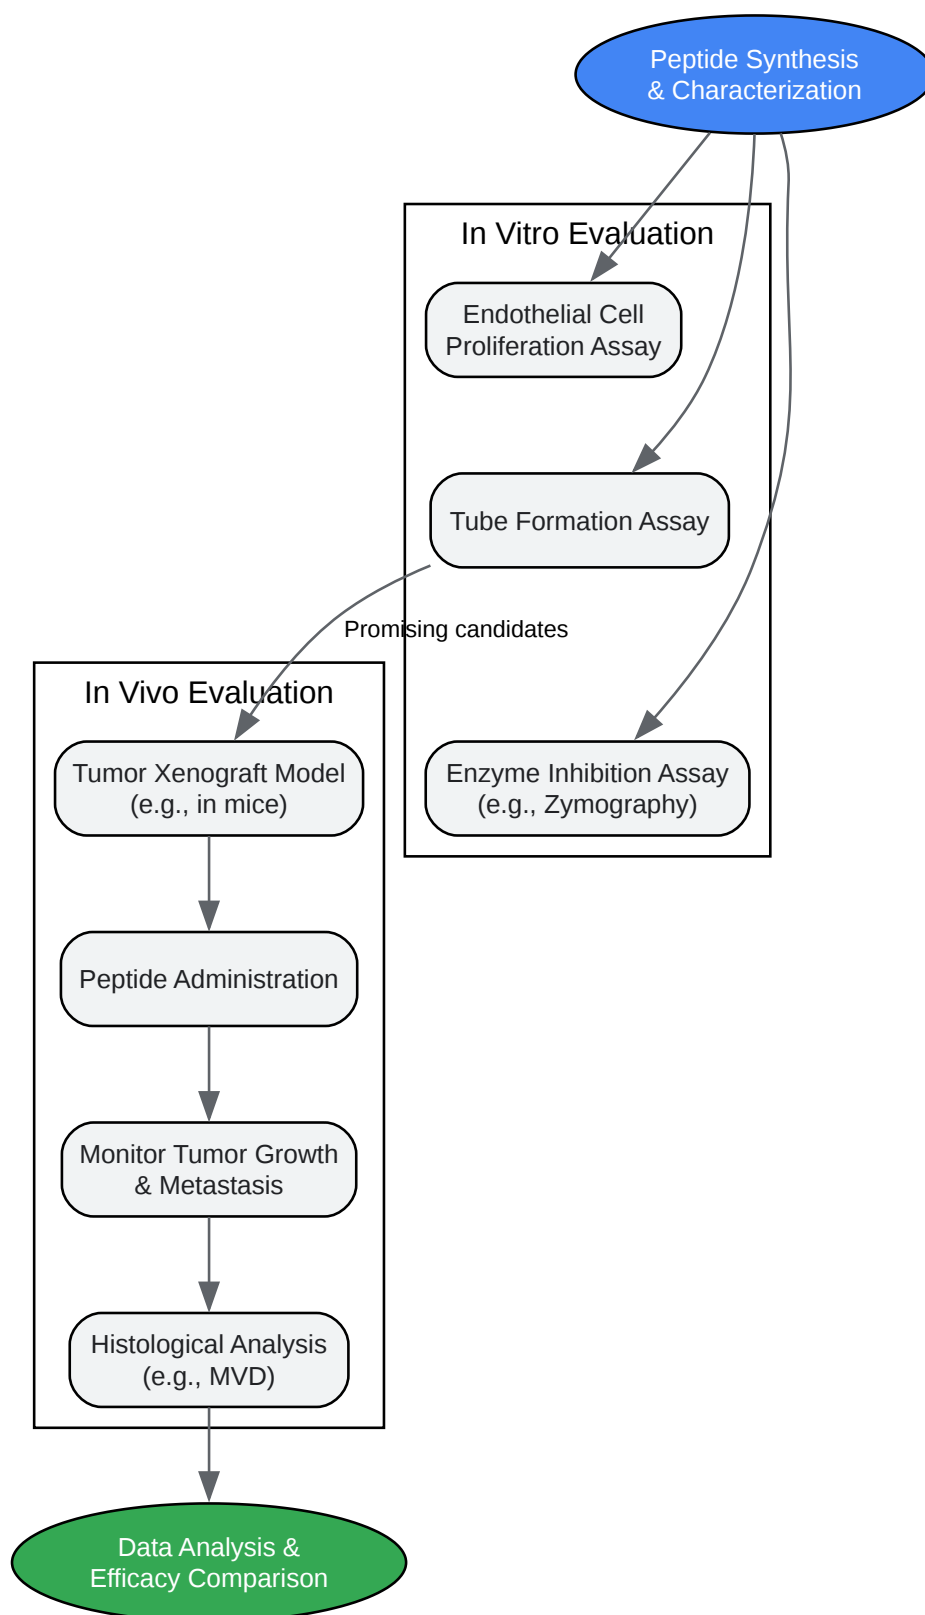 Peptide Synthesis
& Characterization
In Vitro Evaluation
Endothelial Cell
Proliferation Assay
Tube Formation Assay
Promising candidates
In Vivo Evaluation
Tumor Xenograft Model
(e.g., in mice)
Enzyme Inhibition Assay
(e.g., Zymography)
Peptide Administration
Monitor Tumor Growth
& Metastasis
Histological Analysis
(e.g., MVD)
Data Analysis &
Efficacy Comparison